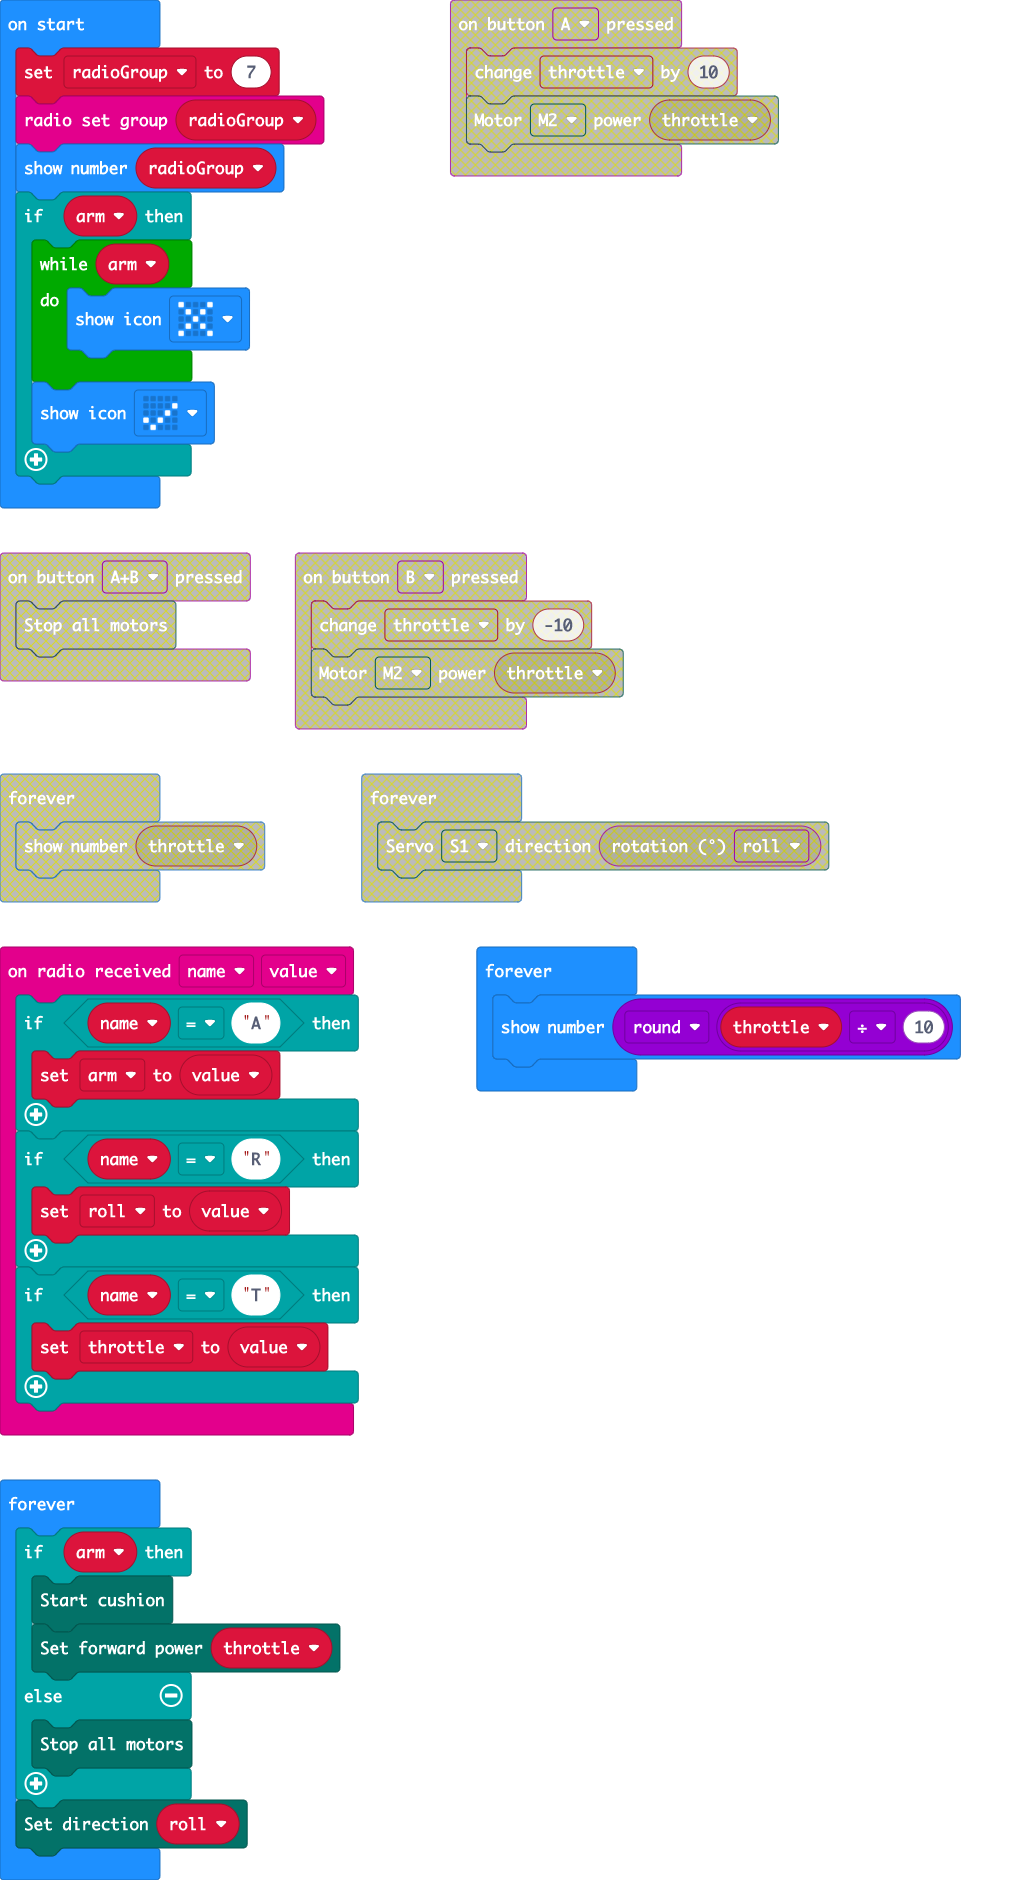 on start
set radioGroup to 7
radio set group radioGroup
show number radioGroup
if arm then
while arm
do show icon
show icon
on button A pressed
change throttle by 10
Motor M2 power throttle
on button A+B pressed
Stop all motors
on button B pressed
change throttle by -10
Motor M2 power throttle
forever
show number throttle
forever
Servo S1 direction rotation (°) roll
on radio received name value
if name = "A" then
set arm to value
if name = "R" then
set roll to value
if name = "T" then
set throttle to value
forever
show number round throttle ÷ 10
forever
if arm then
Start cushion
Set forward power throttle
else
Stop all motors
Set direction roll